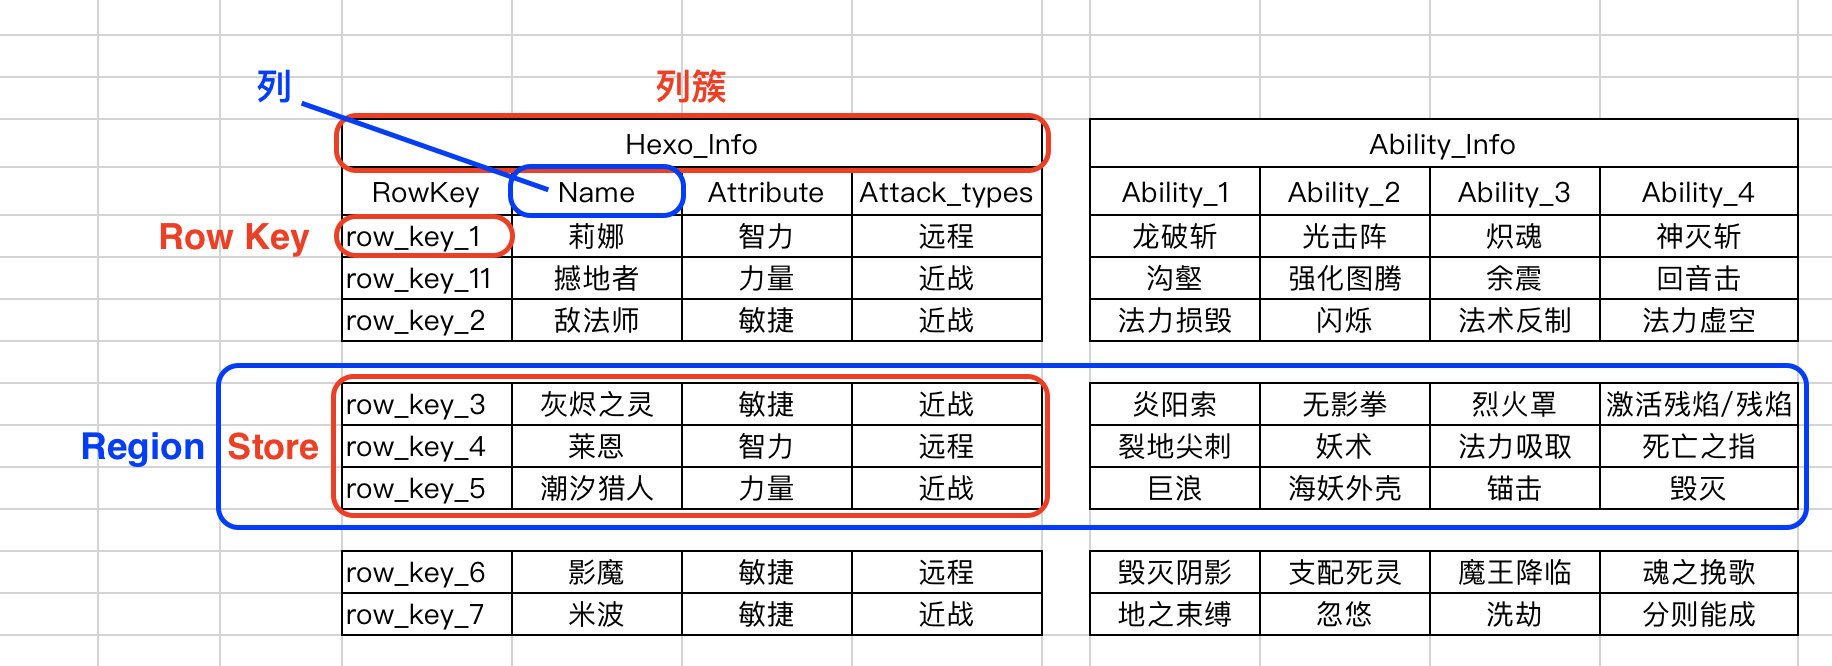 列 列簇
Hexo_Info Ability_Info
RowKey Name Attribute Attack_types Ability_1 Ability_2 Ability_3 Ability_4
Row Key row_key_1 莉娜 智力 远程 龙破斩 光击阵 炽魂 神灭斩
row_key_11 撼地者 力量 近战 沟壑 强化图腾 余震 回音击
row_key_2 敌法师 敏捷 近战 法力损毁 闪烁 法术反制 法力虚空
row_key_3 灰烬之灵 敏捷 近战 炎阳索 无影拳 烈火罩 激活残焰/残焰
Region Store row_key_4 莱恩 智力 远程 裂地尖刺 妖术 法力吸取 死亡之指
row_key_5 潮汐猎人 力量 近战 巨浪 海妖外壳 锚击 毁灭
row_key_6 影魔 敏捷 远程 毁灭阴影 支配死灵 魔王降临 魂之挽歌
row_key_7 米波 敏捷 近战 地之束缚 忽悠 洗劫 分则能成